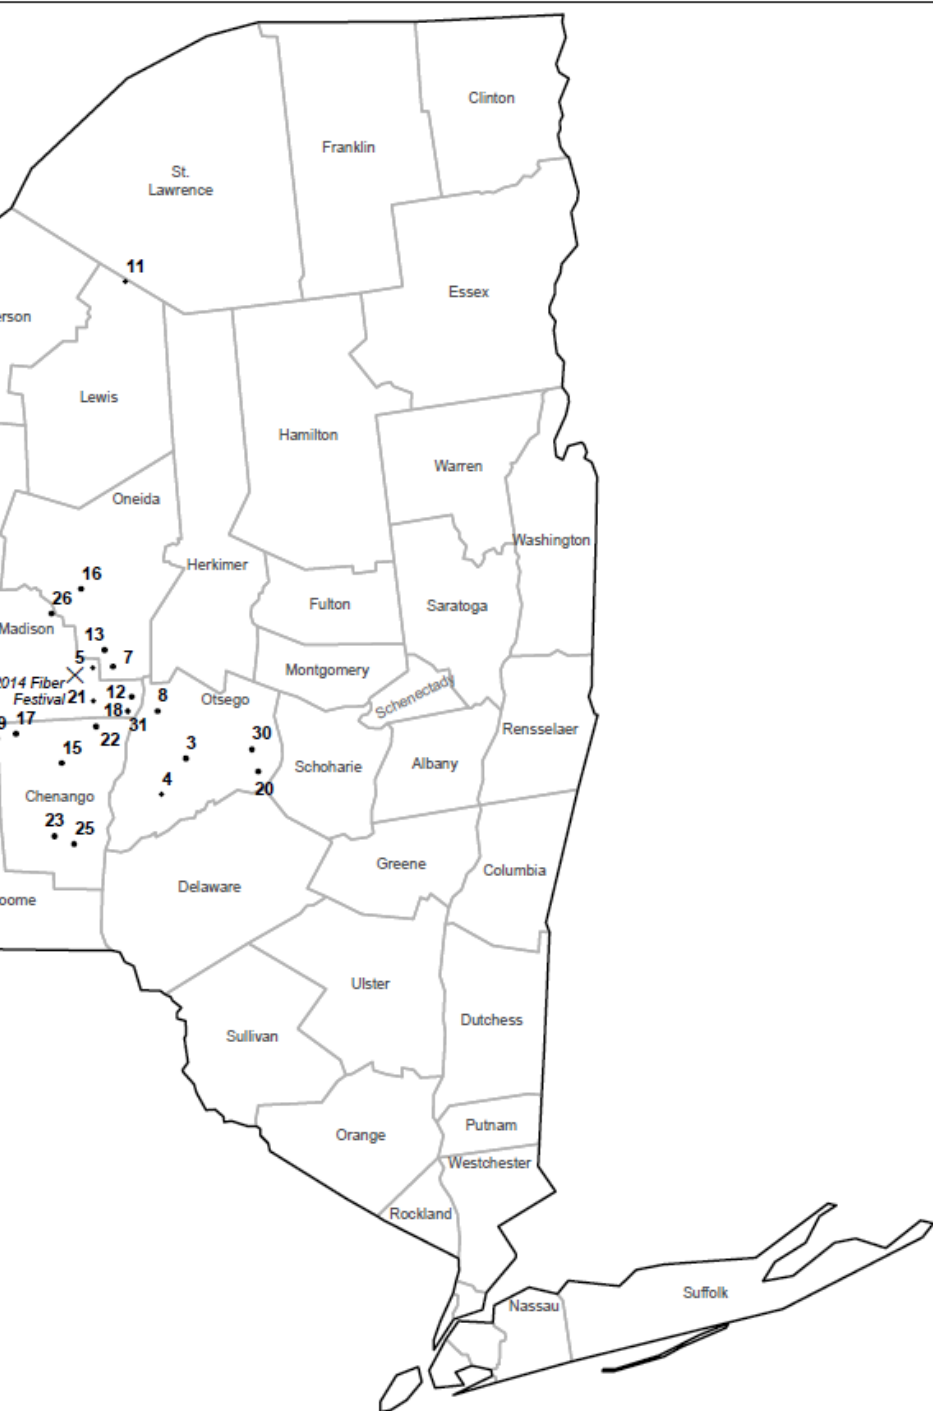 Clinton
Franklin
St.
Lawrence
11
Essex
erson
Lewis
Hamilton
Warren
Oneida
Washington
Herkimer
16
26
Fulton
Saratoga
Madison
13
5
7
Montgomery
2014 Fiber
Festival
Schenectady
12
8
Otsego
21
18
9
17
31
22
Rensselaer
30
3
15
Schoharie
Albany
4
20
Chenango
23
25
Greene
Columbia
Delaware
oome
Ulster
Dutchess
Sullivan
Putnam
Orange
Westchester
Rockland
Suffolk
Nassau